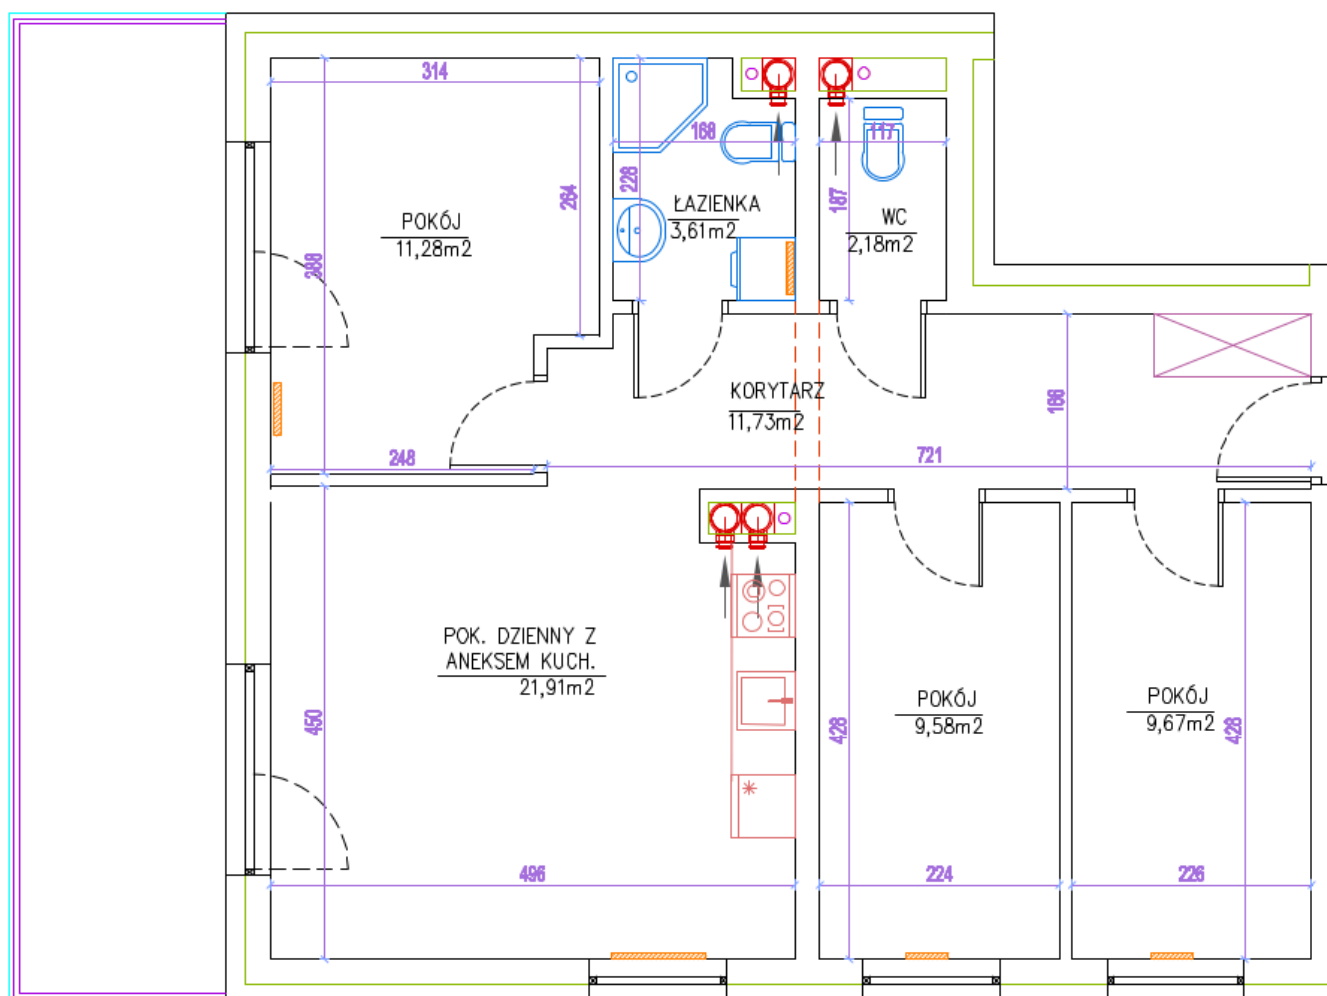 314
168
117
264
228
187
388
POKÓJ
11,28m2
ŁAZIENKA
3,61m2
WC
2,18m2
KORYTARZ
11,73m2
166
248
721
POK. DZIENNY Z
ANEKSEM KUCH.
21,91m2
450
428
POKÓJ
9,58m2
POKÓJ
9,67m2
428
496
224
226